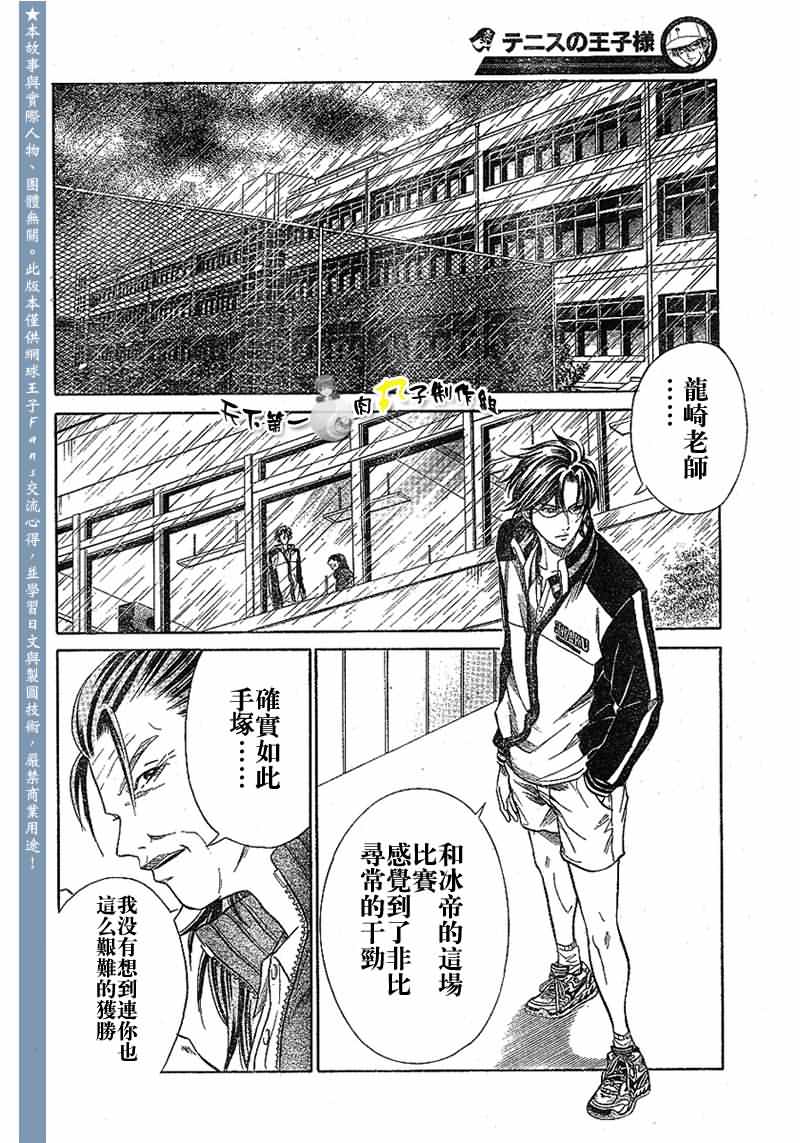 テニスの王子様
天下第一
肉丸子制作組
龍崎老師
……
和冰帝的這場
比賽
感覺到了非比
尋常的干勁
確實如此
手塚……
我没有想到連你也
這么艱難的獲勝
★本故事與實際人物、團體無關。此版本僅供網球王子Fans交流心得，並學習日文與製圖技術，嚴禁商業用途！